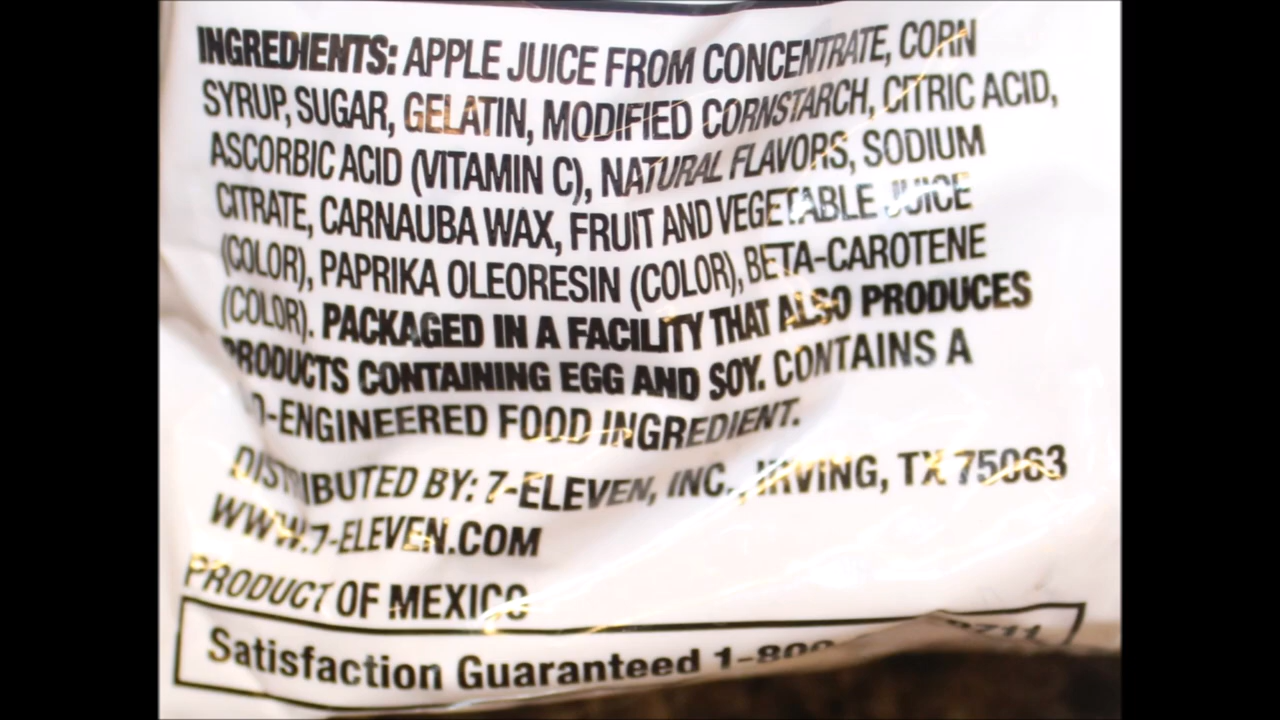 INGREDIENTS: APPLE JUICE FROM CONCENTRATE, CORN
SYRUP, SUGAR, GELATIN, MODIFIED CORNSTARCH, CITRIC ACID,
ASCORBIC ACID (VITAMIN C), NATURAL FLAVORS, SODIUM
CITRATE, CARNAUBA WAX, FRUIT AND VEGETABLE JUICE
(COLOR), PAPRIKA OLEORESIN (COLOR), BETA-CAROTENE
(COLOR). PACKAGED IN A FACILITY THAT ALSO PRODUCES
PRODUCTS CONTAINING EGG AND SOY. CONTAINS A
-ENGINEERED FOOD INGREDIENT.
DISTRIBUTED BY: 7-ELEVEN, INC., IRVING, TX 75063
WWW.7-ELEVEN.COM
PRODUCT OF MEXICO
Satisfaction Guaranteed 1-800